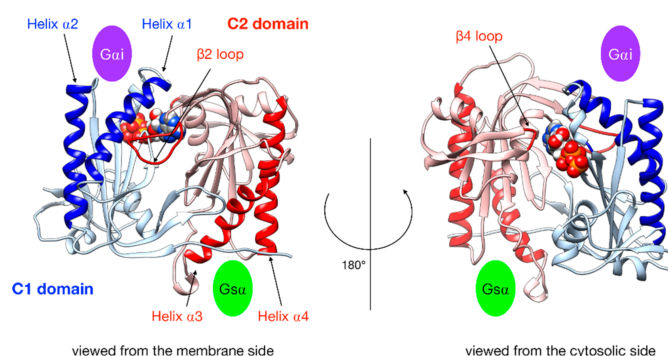 Helix α2
Gαi
Helix α1
C2 domain
β2 loop
C1 domain
Helix α3
Gsα
Helix α4
viewed from the membrane side
180°
β4 loop
Gαi
Gsα
viewed from the cytosolic side